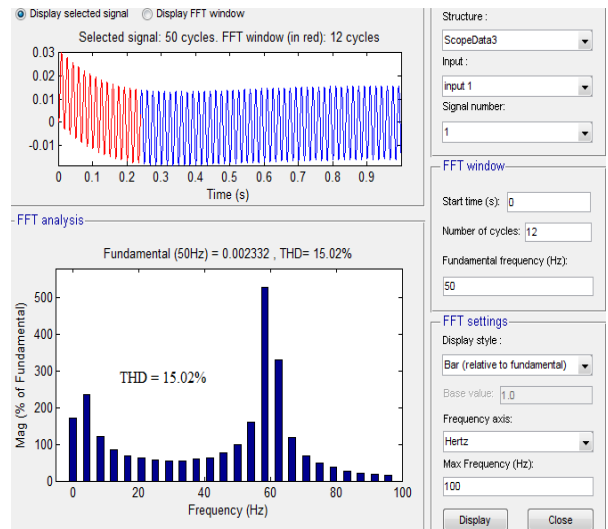 Display selected signal Display FFT window
Selected signal: 50 cycles. FFT window (in red): 12 cycles
0.03
0.02
0.01
0
-0.01
0 0.1 0.2 0.3 0.4 0.5 0.6 0.7 0.8 0.9
Time (s)
FFT analysis
Fundamental (50Hz) = 0.002332 , THD= 15.02%
500
400
300
200
100
0
THD = 15.02%
Mag (% of Fundamental)
0 20 40 60 80 100
Frequency (Hz)
Structure :
ScopeData3
Input :
input 1
Signal number:
1
FFT window
Start time (s): 0
Number of cycles: 12
Fundamental frequency (Hz):
50
FFT settings
Display style :
Bar (relative to fundamental)
Base value: 1.0
Frequency axis:
Hertz
Max Frequency (Hz):
100
Display Close